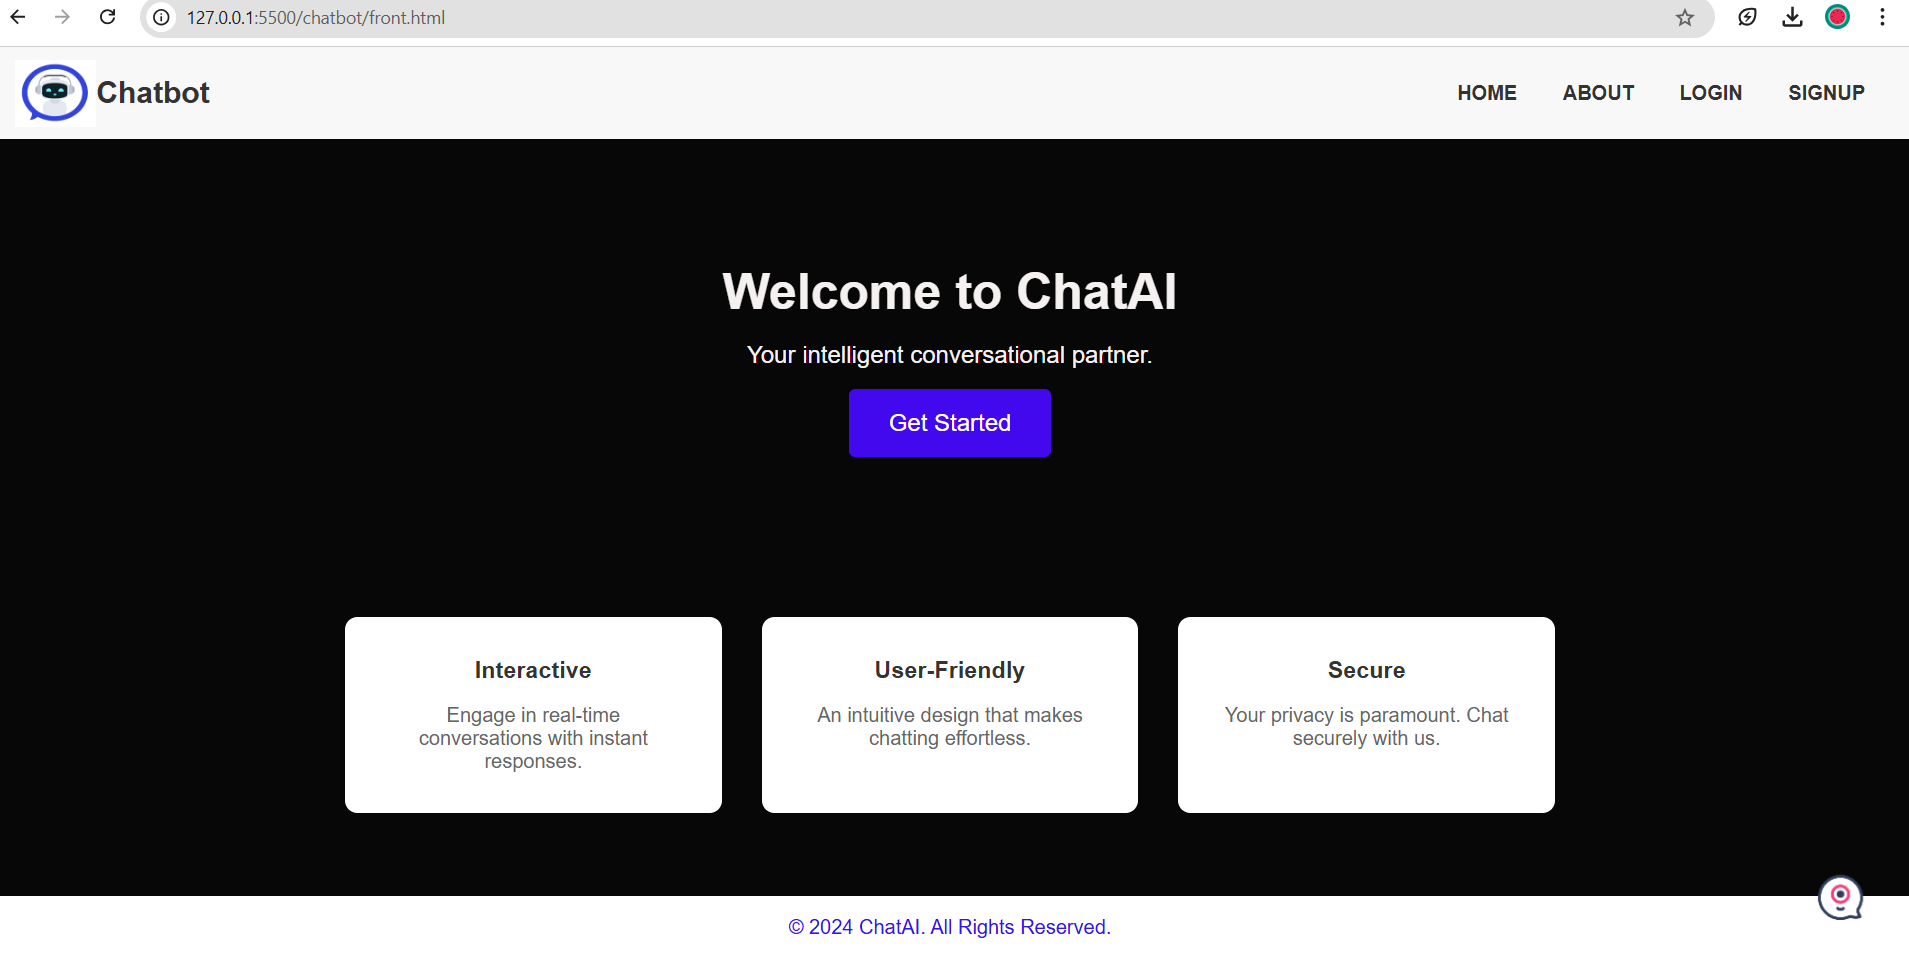 127.0.0.1:5500/chatbot/front.html
Chatbot
HOME ABOUT LOGIN SIGNUP
Welcome to ChatAI
Your intelligent conversational partner.
Get Started
Interactive
Engage in real-time
conversations with instant
responses.
User-Friendly
An intuitive design that makes
chatting effortless.
Secure
Your privacy is paramount. Chat
securely with us.
© 2024 ChatAI. All Rights Reserved.